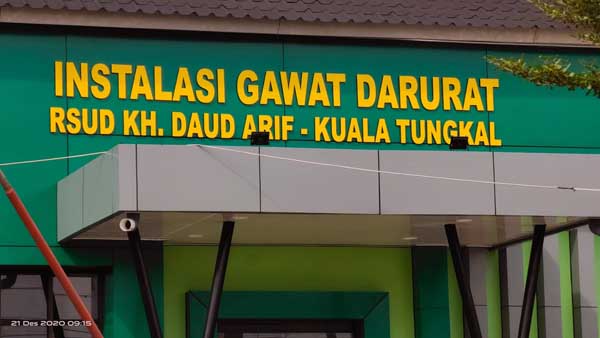 INSTALASI GAWAT DARURAT
RSUD KH. DAUD ARIF - KUALA TUNGKAL
21 Des 2020 09:15